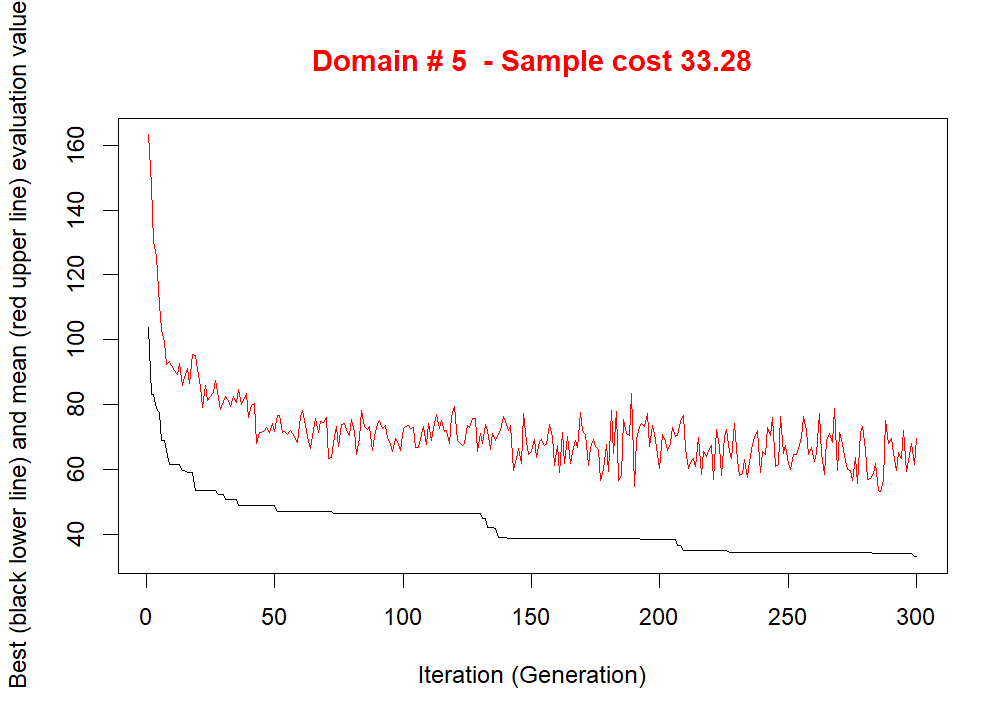 Domain # 5  - Sample cost 33.28
Best (black lower line) and mean (red upper line) evaluation value
160
140
120
100
80
60
40
0 50 100 150 200 250 300
Iteration (Generation)